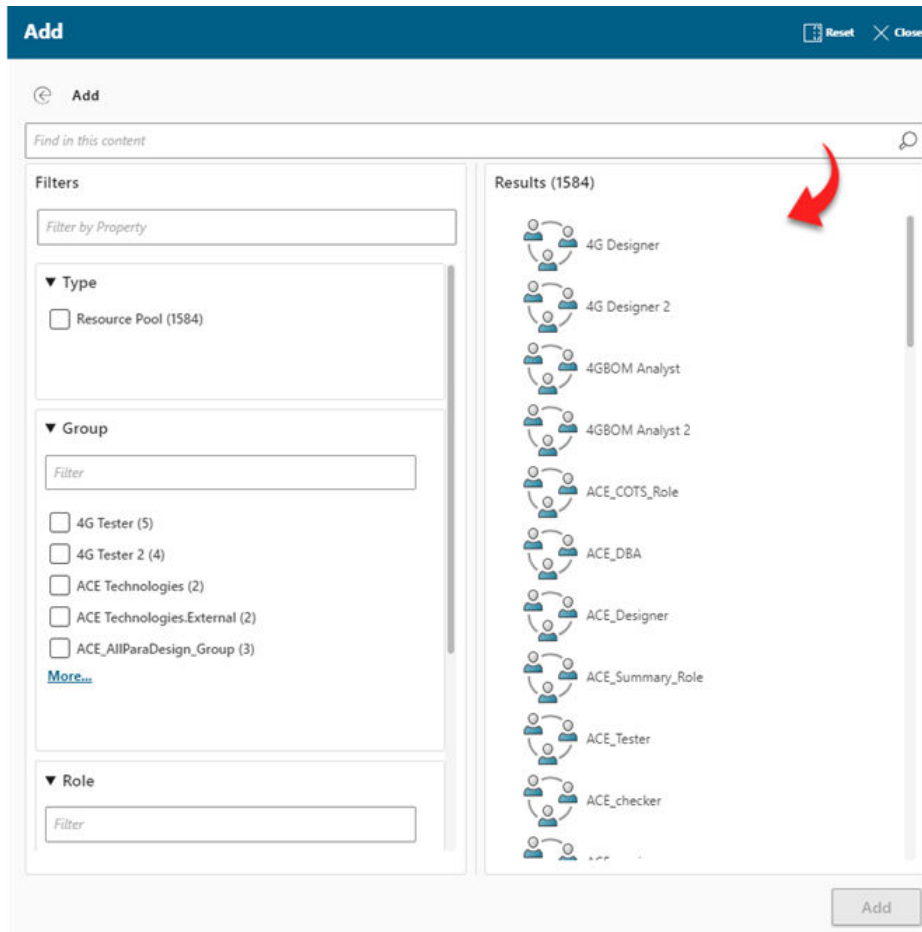 Add
Reset
Close
Add
Find in this content
Filters
Filter by Property
Type
Resource Pool (1584)
Group
Filter
4G Tester (5)
4G Tester 2 (4)
ACE Technologies (2)
ACE Technologies.External (2)
ACE_AllParaDesign_Group (3)
More...
Role
Filter
Results (1584)
4G Designer
4G Designer 2
4GBOM Analyst
4GBOM Analyst 2
ACE_COTS_Role
ACE_DBA
ACE_Designer
ACE_Summary_Role
ACE_Tester
ACE_checker
Add